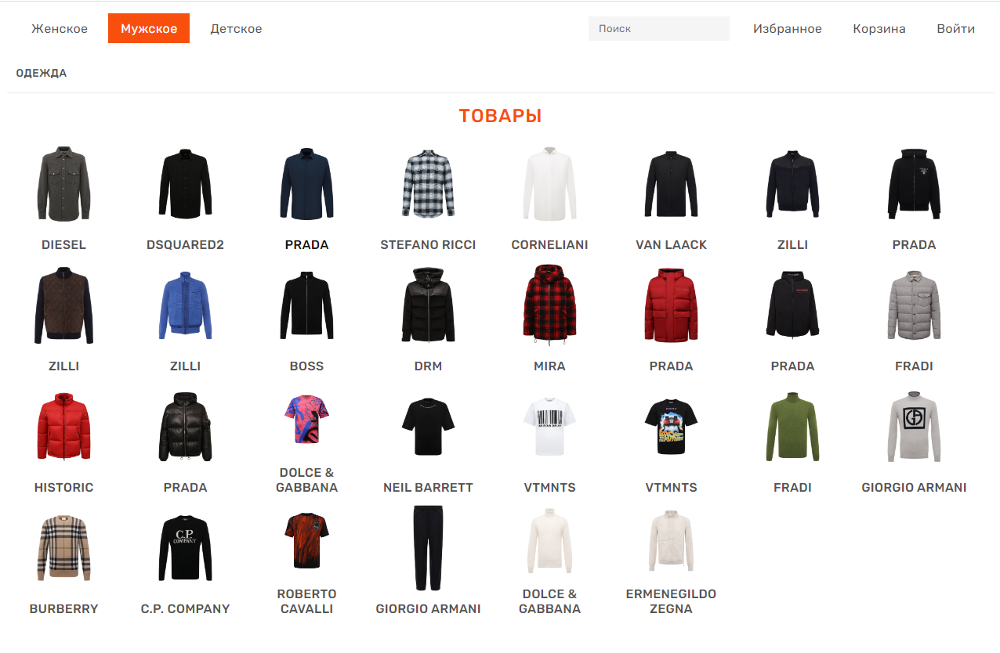 Женское Мужское Детское Поиск Избранное Корзина Войти
ОДЕЖДА
ТОВАРЫ
DIESEL DSQUARED2 PRADA STEFANO RICCI CORNELIANI VAN LAACK ZILLI PRADA
ZILLI ZILLI BOSS DRM MIRA PRADA PRADA FRADI
HISTORIC PRADA DOLCE &
GABBANA NEIL BARRETT VTMNTS VTMNTS FRADI GIORGIO ARMANI
C.P.
COMPANY
BURBERRY C.P. COMPANY ROBERTO
CAVALLI GIORGIO ARMANI DOLCE &
GABBANA ERMENEGILDO
ZEGNA